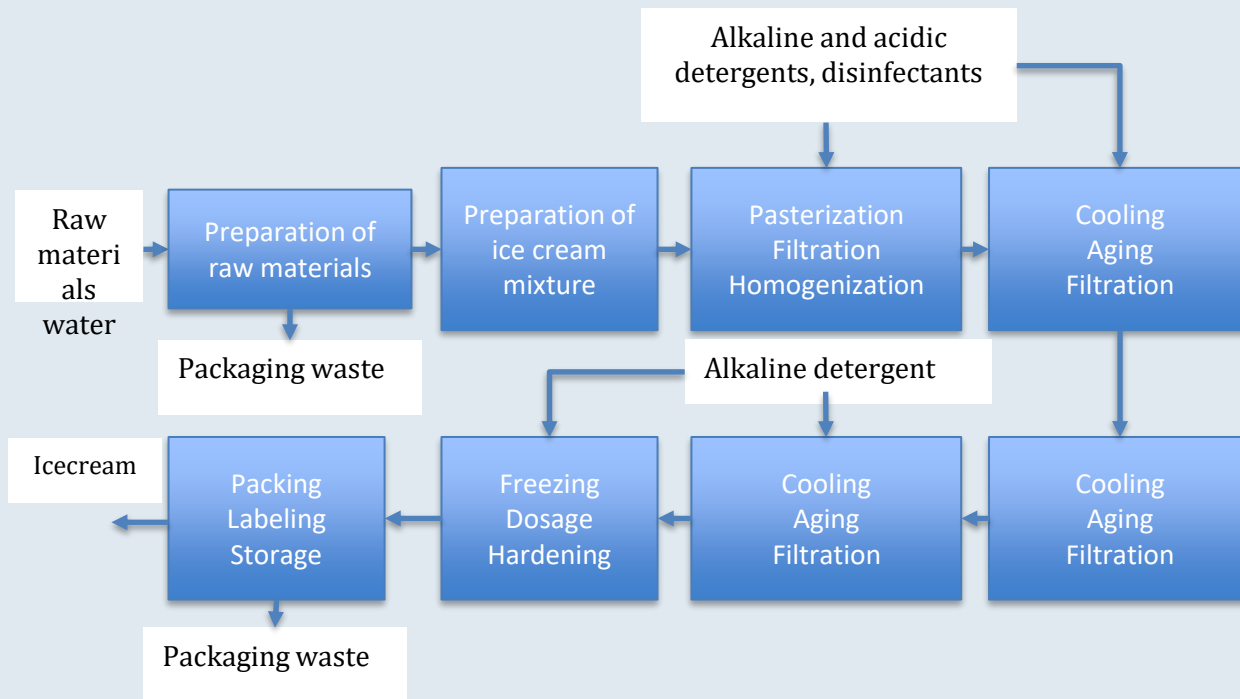 Alkaline and acidic
detergents, disinfectants
Raw
materi
als
water
Preparation of
raw materials
Preparation of
ice cream
mixture
Pasterization
Filtration
Homogenization
Cooling
Aging
Filtration
Packaging waste
Alkaline detergent
Icecream
Packing
Labeling
Storage
Freezing
Dosage
Hardening
Cooling
Aging
Filtration
Cooling
Aging
Filtration
Packaging waste